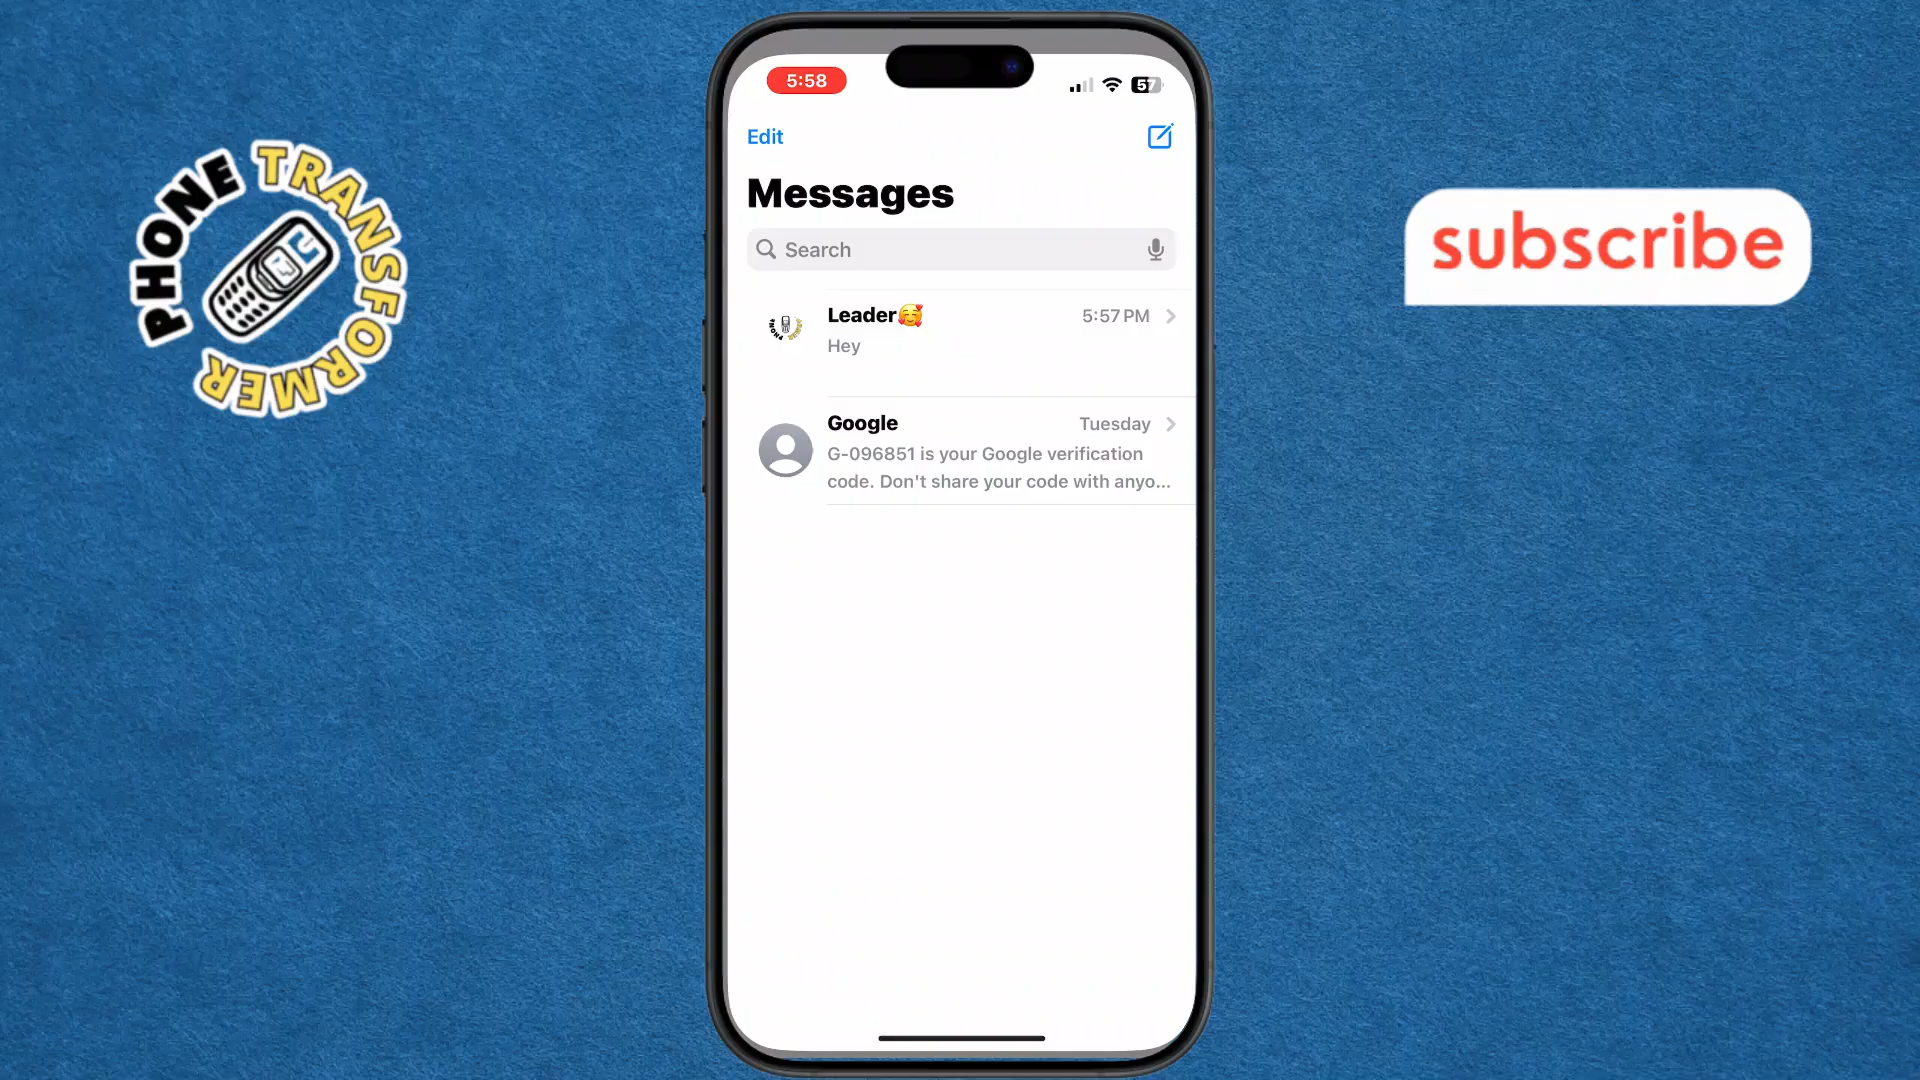 PHONE TRANSFORMER
5:58
57
Edit
Messages
Search
Leader🥰
5:57 PM
Hey
Google
Tuesday
G-096851 is your Google verification
code. Don't share your code with anyo...
subscribe